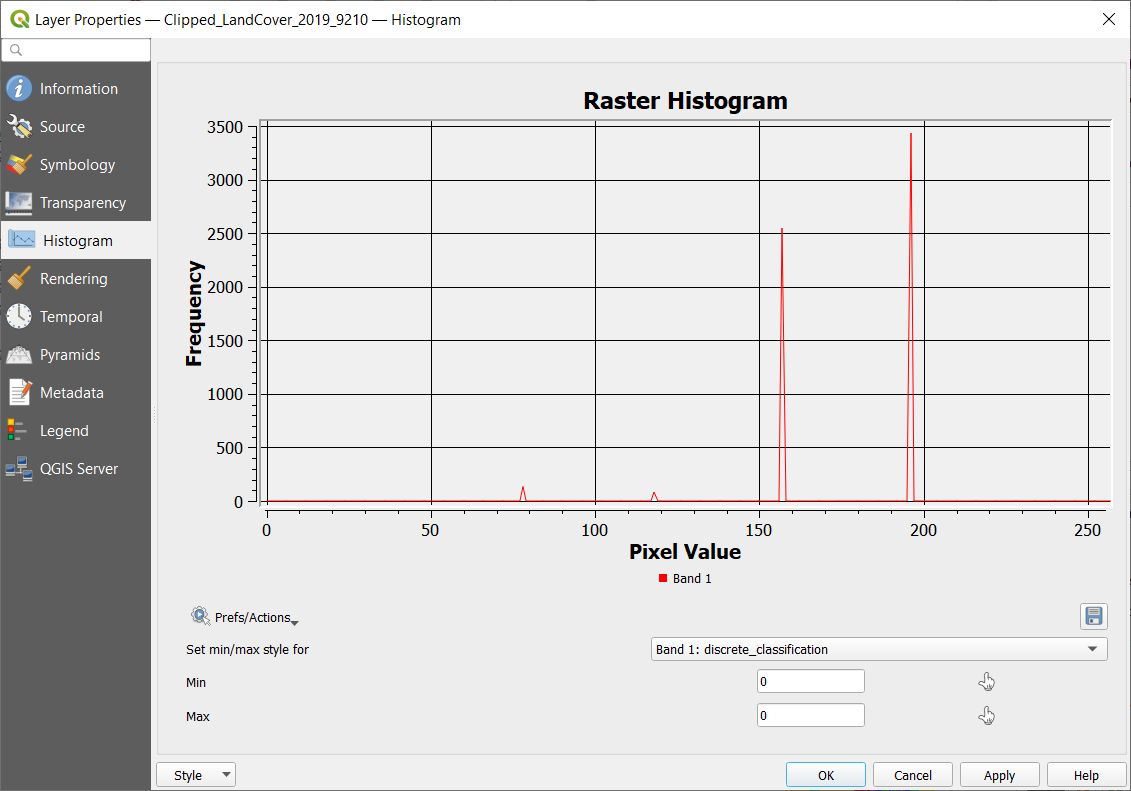 Layer Properties — Clipped_LandCover_2019_9210 — Histogram
Information
Source
Symbology
Transparency
Histogram
Rendering
Temporal
Pyramids
Metadata
Legend
QGIS Server
Raster Histogram
Frequency
3500
3000
2500
2000
1500
1000
500
0
0 50 100 150 200 250
Pixel Value
Band 1
Prefs/Actions
Set min/max style for Band 1: discrete_classification
Min 0
Max 0
Style OK Cancel Apply Help